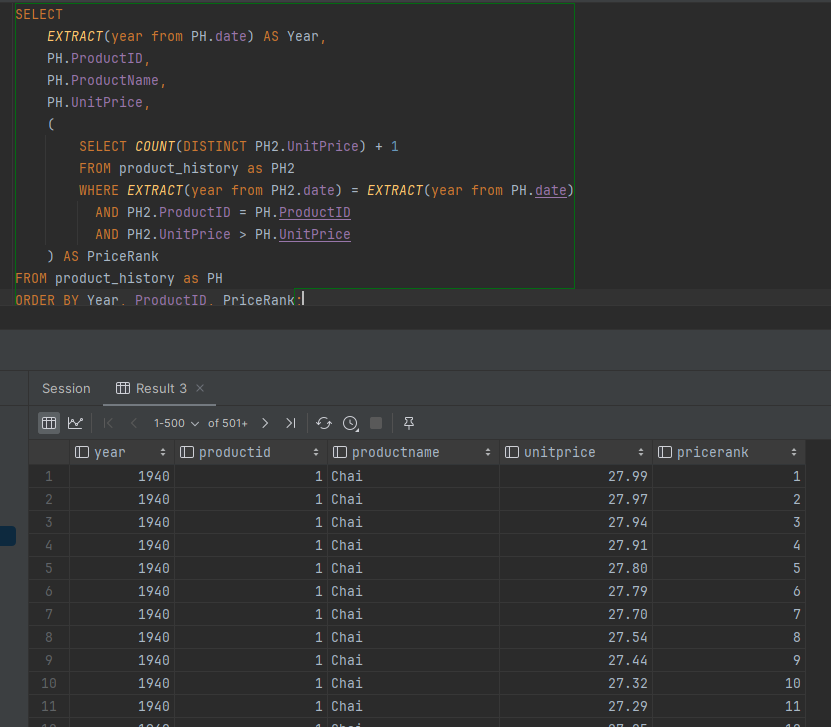 SELECT
EXTRACT(year from PH.date) AS Year,
PH.ProductID,
PH.ProductName,
PH.UnitPrice,
(
SELECT COUNT(DISTINCT PH2.UnitPrice) + 1
FROM product_history as PH2
WHERE EXTRACT(year from PH2.date) = EXTRACT(year from PH.date)
AND PH2.ProductID = PH.ProductID
AND PH2.UnitPrice > PH.UnitPrice
) AS PriceRank
FROM product_history as PH
ORDER BY Year, ProductID, PriceRank;
Session Result 3
1-500 of 501+
year productid productname unitprice pricerank
1 1940 1 Chai 27.99 1
2 1940 1 Chai 27.97 2
3 1940 1 Chai 27.94 3
4 1940 1 Chai 27.91 4
5 1940 1 Chai 27.80 5
6 1940 1 Chai 27.79 6
7 1940 1 Chai 27.70 7
8 1940 1 Chai 27.54 8
9 1940 1 Chai 27.44 9
10 1940 1 Chai 27.32 10
11 1940 1 Chai 27.29 11